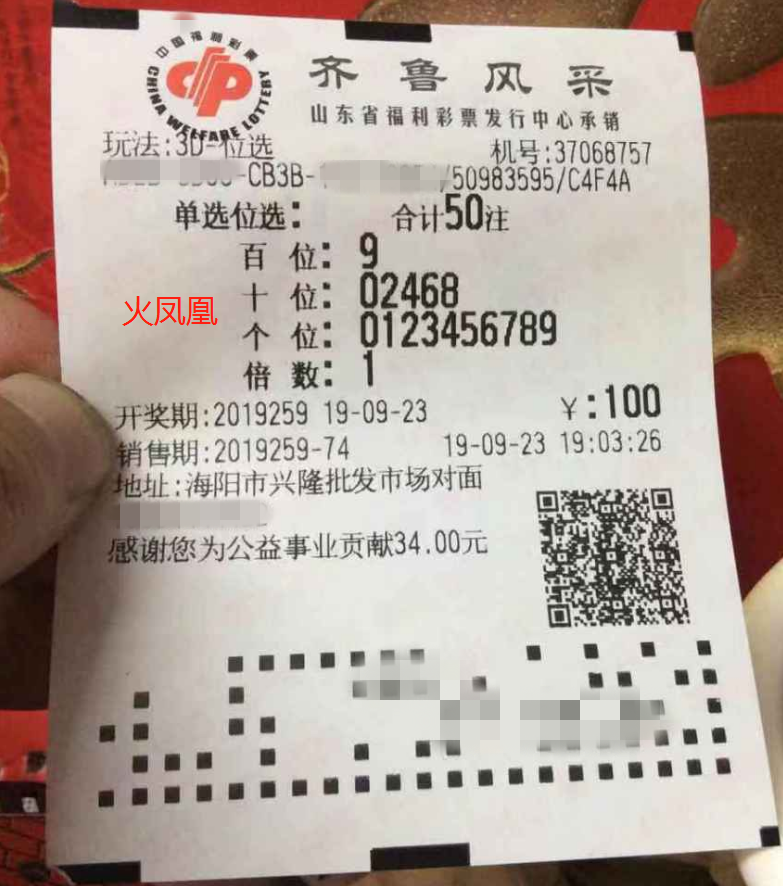 中国福利彩票
CHINA WELFARE LOTTERY
齐鲁风采
山东省福利彩票发行中心承销
玩法:3D-位选 机号:37068757
-CB3B- /50983595/C4F4A
单选位选: 合计50注
百 位: 9
十 位: 02468
火凤凰
个 位: 0123456789
倍 数: 1
开奖期:2019259 19-09-23 ¥:100
销售期:2019259-74 19-09-23 19:03:26
地址:海阳市兴隆批发市场对面
感谢您为公益事业贡献34.00元